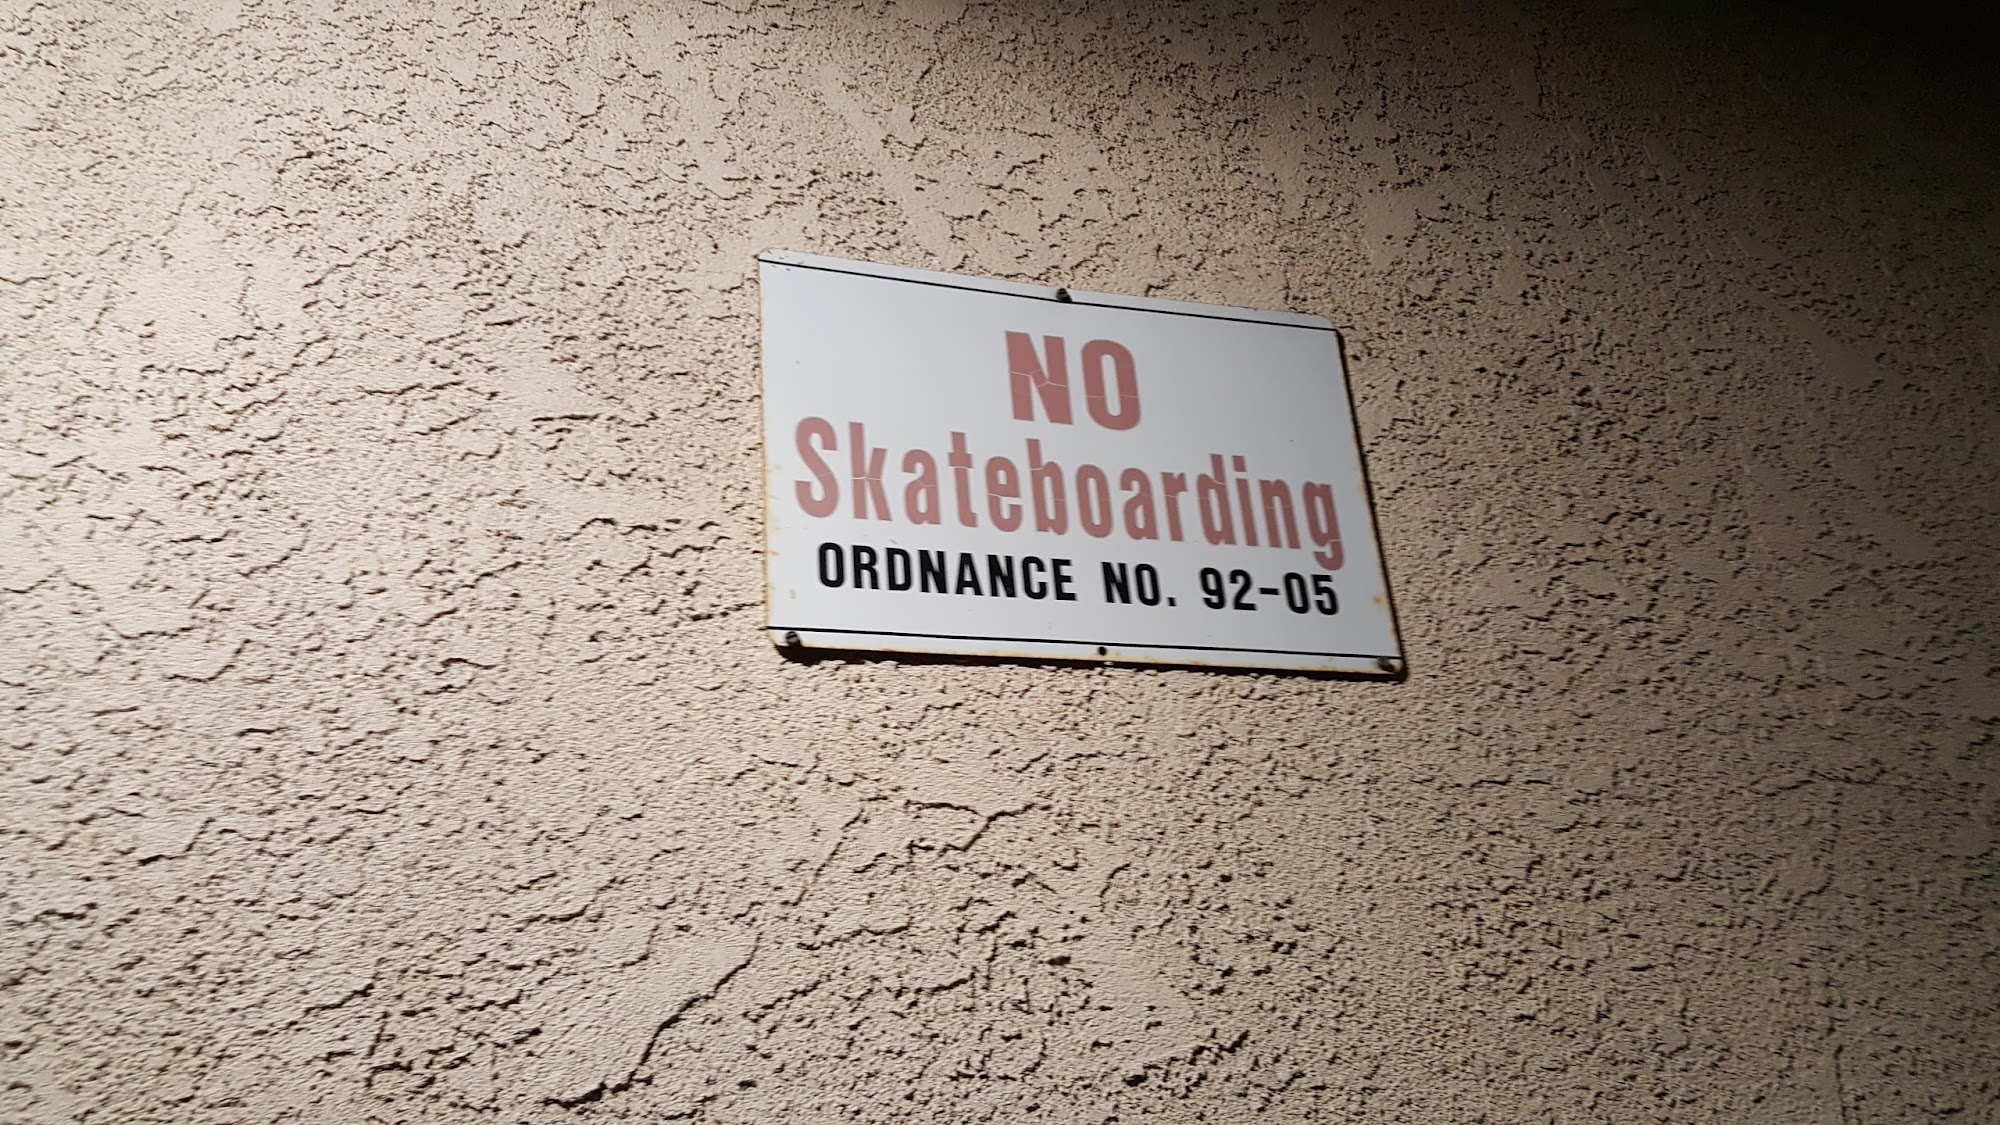 NO
Skateboarding
ORDNANCE NO. 92-05